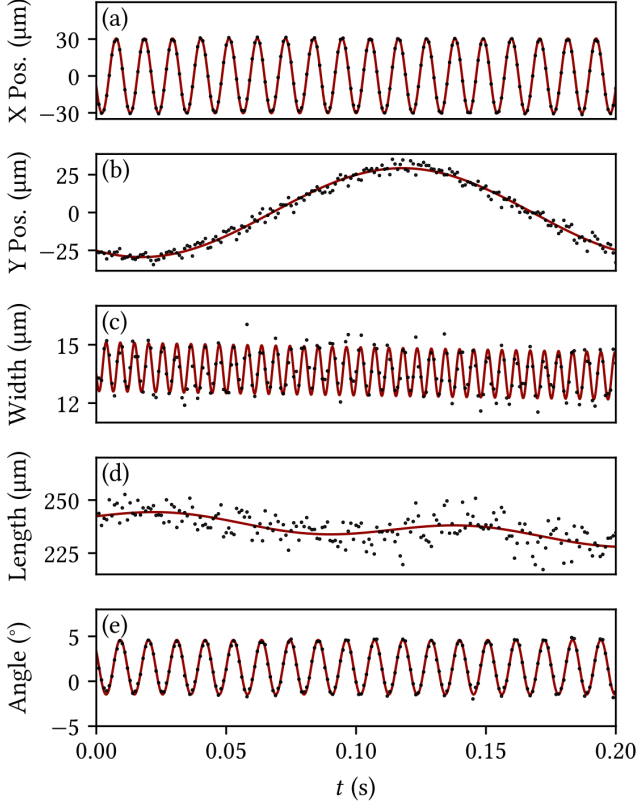 (a)
X Pos. (μm)
30
0
−30
(b)
Y Pos. (μm)
25
0
−25
(c)
Width (μm)
15
12
(d)
Length (μm)
250
225
(e)
Angle (°)
5
0
−5
0.00 0.05 0.10 0.15 0.20
t (s)